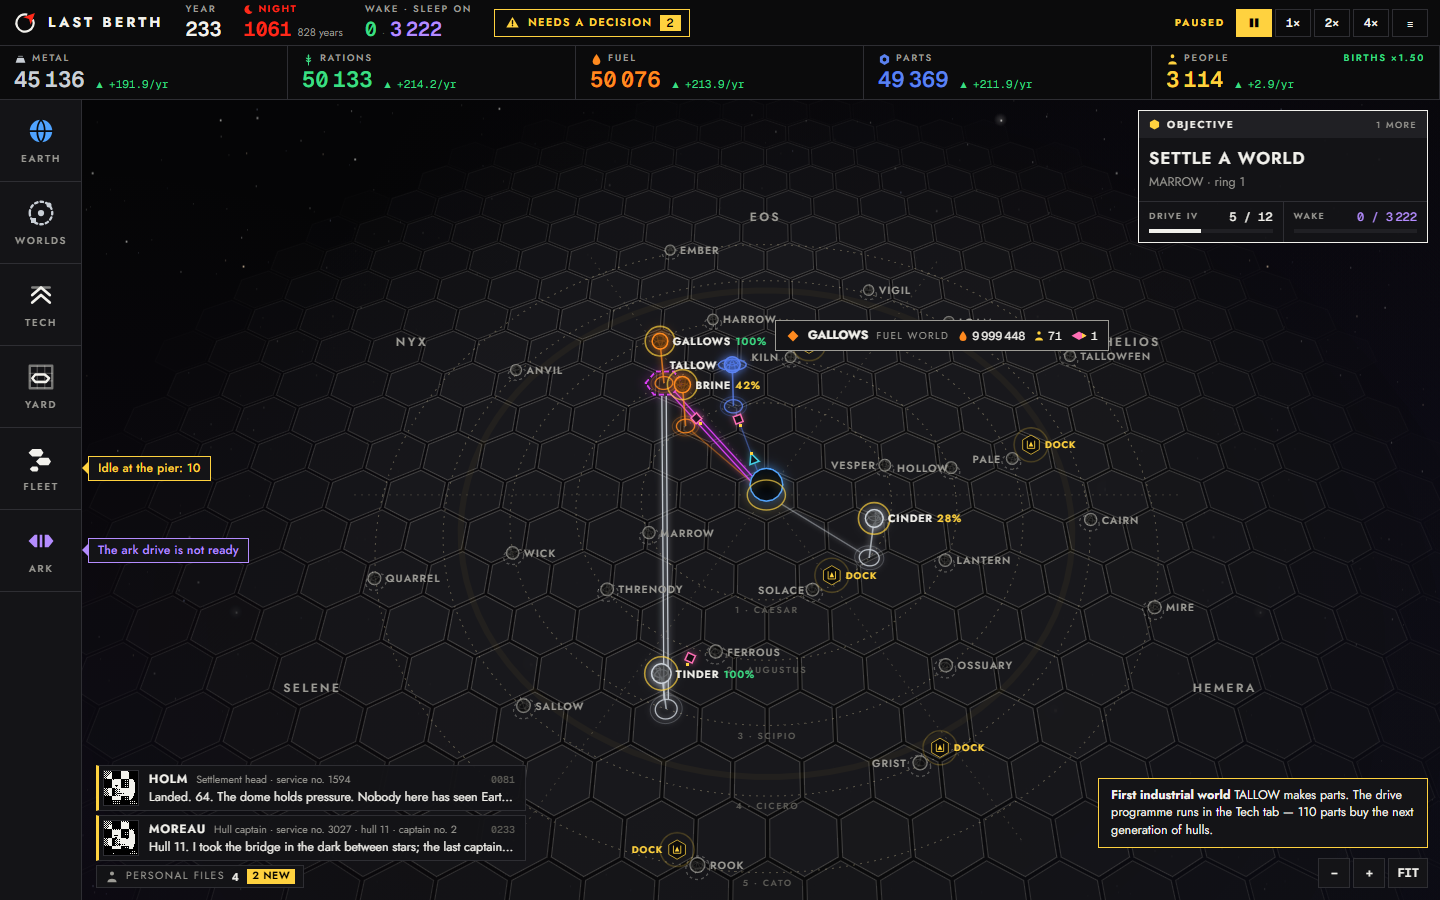 LAST BERTH
YEAR
233
NIGHT
1061 828 years
WAKE · SLEEP ON
0 · 3 222
NEEDS A DECISION 2
PAUSED
1×
2×
4×
METAL
45 136 +191.9/yr
RATIONS
50 133 +214.2/yr
FUEL
50 076 +213.9/yr
PARTS
49 369 +211.9/yr
PEOPLE
BIRTHS ×1.50
3 114 +2.9/yr
EARTH
WORLDS
TECH
YARD
FLEET
ARK
Idle at the pier: 10
The ark drive is not ready
OBJECTIVE
1 MORE
SETTLE A WORLD
MARROW · ring 1
DRIVE IV 5 / 12
WAKE 0 / 3 222
EOS
EMBER
VIGIL
HARROW
NYX
GALLOWS 100%
GALLOWS FUEL WORLD 9 999 448 71 1
HELIOS
TALLOWFEN
KILN
TALLOW
ANVIL
BRINE 42%
DOCK
VESPER
HOLLOW
PALE
CINDER 28%
CAIRN
MARROW
WICK
LANTERN
QUARREL
THRENODY
SOLACE
DOCK
1 · CAESAR
MIRE
FERROUS
TINDER 100%
AUGUSTUS
OSSUARY
SELENE
HEMERA
SALLOW
3 · SCIPIO
DOCK
GRIST
4 · CICERO
DOCK
ROOK
5 · CATO
HOLM Settlement head · service no. 1594 0081
Landed. 64. The dome holds pressure. Nobody here has seen Eart...
MOREAU Hull captain · service no. 3027 · hull 11 · captain no. 2 0233
Hull 11. I took the bridge in the dark between stars; the last captain...
PERSONAL FILES 4 2 NEW
First industrial world TALLOW makes parts. The drive
programme runs in the Tech tab — 110 parts buy the next
generation of hulls.
−
+
FIT